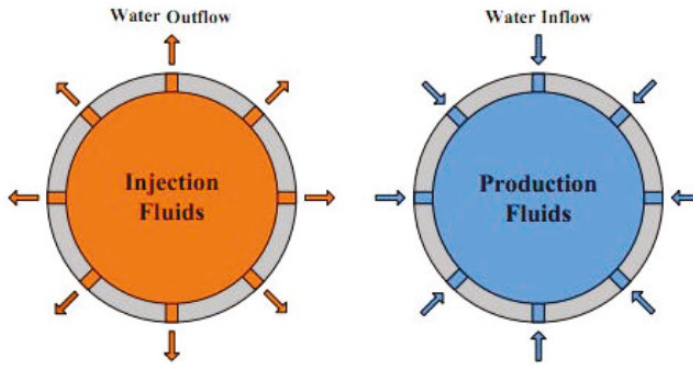 Water Outflow
Injection
Fluids
Water Inflow
Production
Fluids